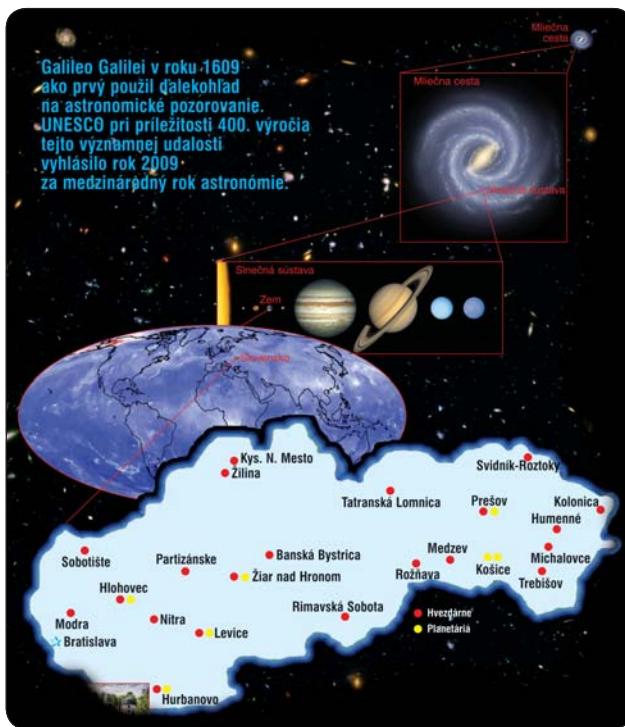 Galileo Galilei v roku 1609
ako prvý použil ďalekohľad
na astronomické pozorovanie.
UNESCO pri príležitosti 400. výročia
tejto významnej udalosti
vyhlásilo rok 2009
za medzinárodný rok astronómie.
Mliečna
cesta
Mliečna cesta
Slnečná sústava
Slnečná sústava
Zem
Slovensko
Kys. N. Mesto
Žilina
Svidník-Roztoky
Tatranská Lomnica
Prešov
Kolonica
Humenné
Sobotište
Partizánske
Banská Bystrica
Medzev
Michalovce
Rožňava
Košice
Trebišov
Hlohovec
Žiar nad Hronom
Modra
Nitra
Rimavská Sobota
Bratislava
Levice
Hvezdárne
Planetáriá
Hurbanovo